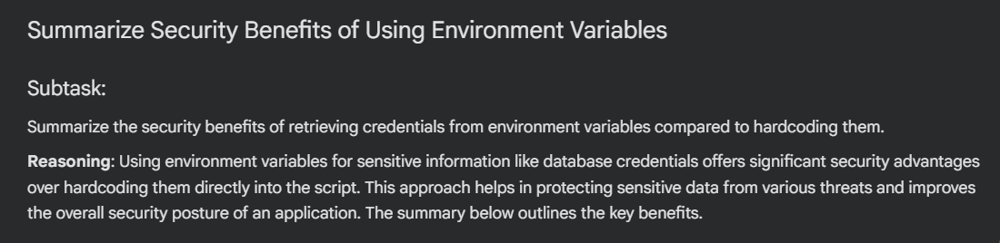 Summarize Security Benefits of Using Environment Variables
Subtask:
Summarize the security benefits of retrieving credentials from environment variables compared to hardcoding them.
Reasoning: Using environment variables for sensitive information like database credentials offers significant security advantages
over hardcoding them directly into the script. This approach helps in protecting sensitive data from various threats and improves
the overall security posture of an application. The summary below outlines the key benefits.